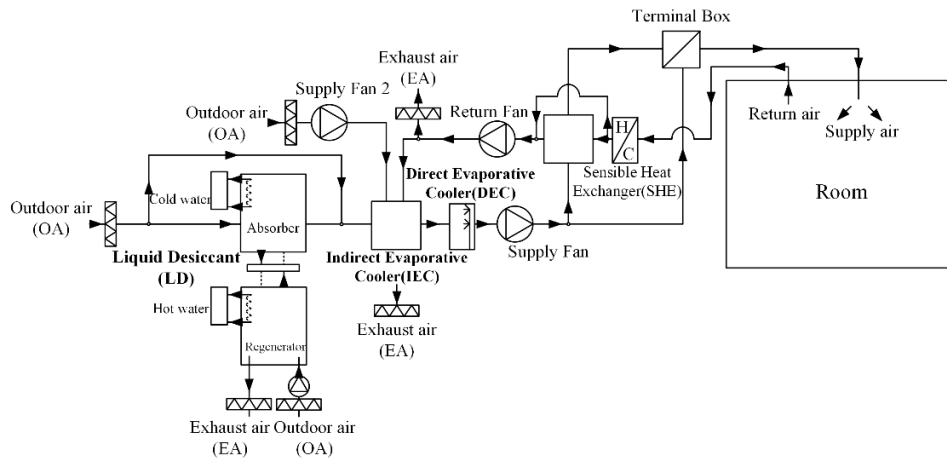 Terminal Box
Exhaust air
(EA)
Supply Fan 2
Outdoor air
(OA)
Return Fan
H
C
Return air
Supply air
Sensible Heat
Exchanger(SHE)
Room
Direct Evaporative
Cooler(DEC)
Cold water
Outdoor air
(OA)
Absorber
Liquid Desiccant
(LD)
Indirect Evaporative
Cooler(IEC)
Supply Fan
Hot water
Exhaust air
(EA)
Regenerator
Exhaust air
(EA)
Outdoor air
(OA)